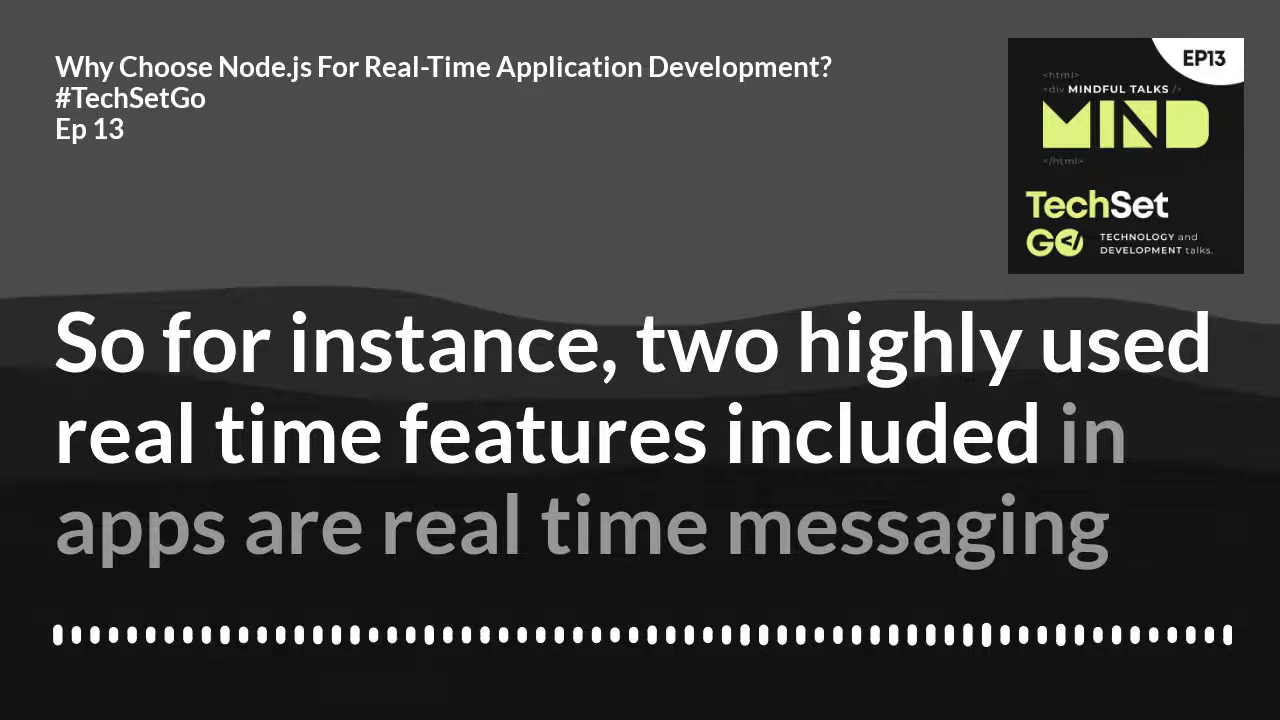 Why Choose Node.js For Real-Time Application Development?
#TechSetGo
Ep 13
EP13
<html>
<div MINDFUL TALKS />
MIND
</html>
TechSet
GO TECHNOLOGY and
DEVELOPMENT talks.
So for instance, two highly used
real time features included in
apps are real time messaging